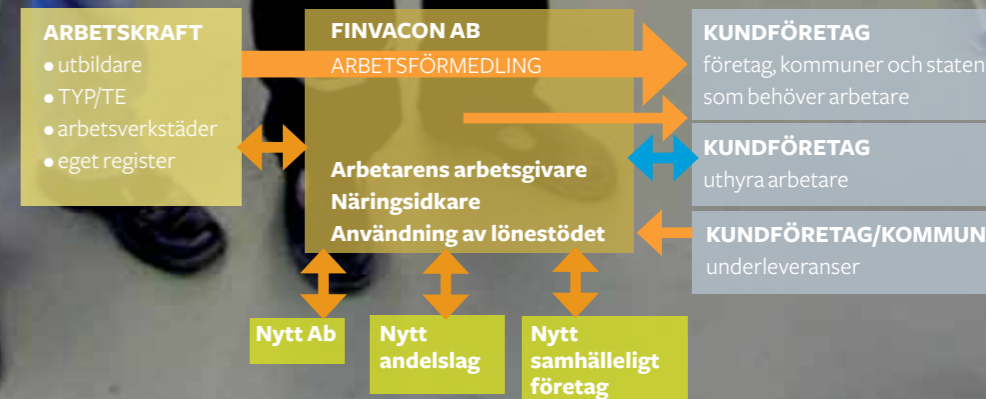 ARBETSKRAFT
• utbildare
• TYP/TE
• arbetsverkstäder
• eget register
FINVACON AB
ARBETSFÖRMEDLING
Arbetarens arbetsgivare
Näringsidkare
Användning av lönestödet
KUNDFÖRETAG
företag, kommuner och staten
som behöver arbetare
KUNDFÖRETAG
uthyra arbetare
KUNDFÖRETAG/KOMMUN
underleveranser
Nytt Ab
Nytt
andelslag
Nytt
samhälleligt
företag